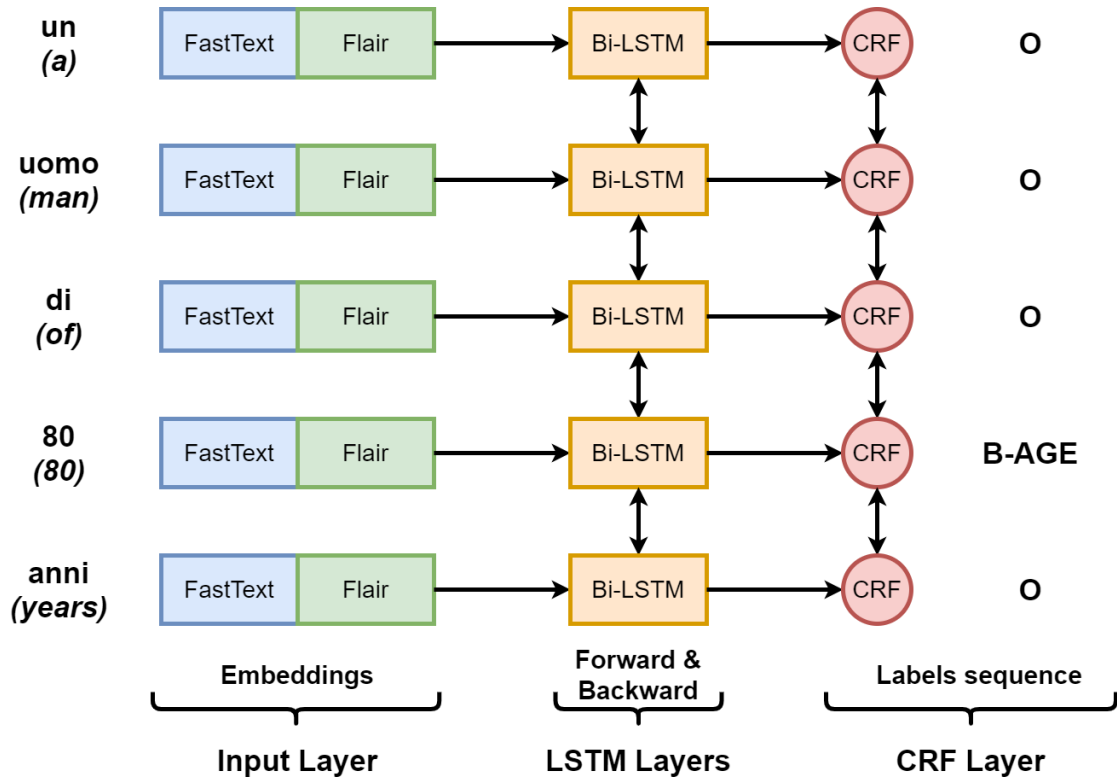 un
(a)
FastText Flair Bi-LSTM CRF O
uomo
(man)
FastText Flair Bi-LSTM CRF O
di
(of)
FastText Flair Bi-LSTM CRF O
80
(80)
FastText Flair Bi-LSTM CRF B-AGE
anni
(years)
FastText Flair Bi-LSTM CRF O
Embeddings
Forward &
Backward
Labels sequence
Input Layer
LSTM Layers
CRF Layer